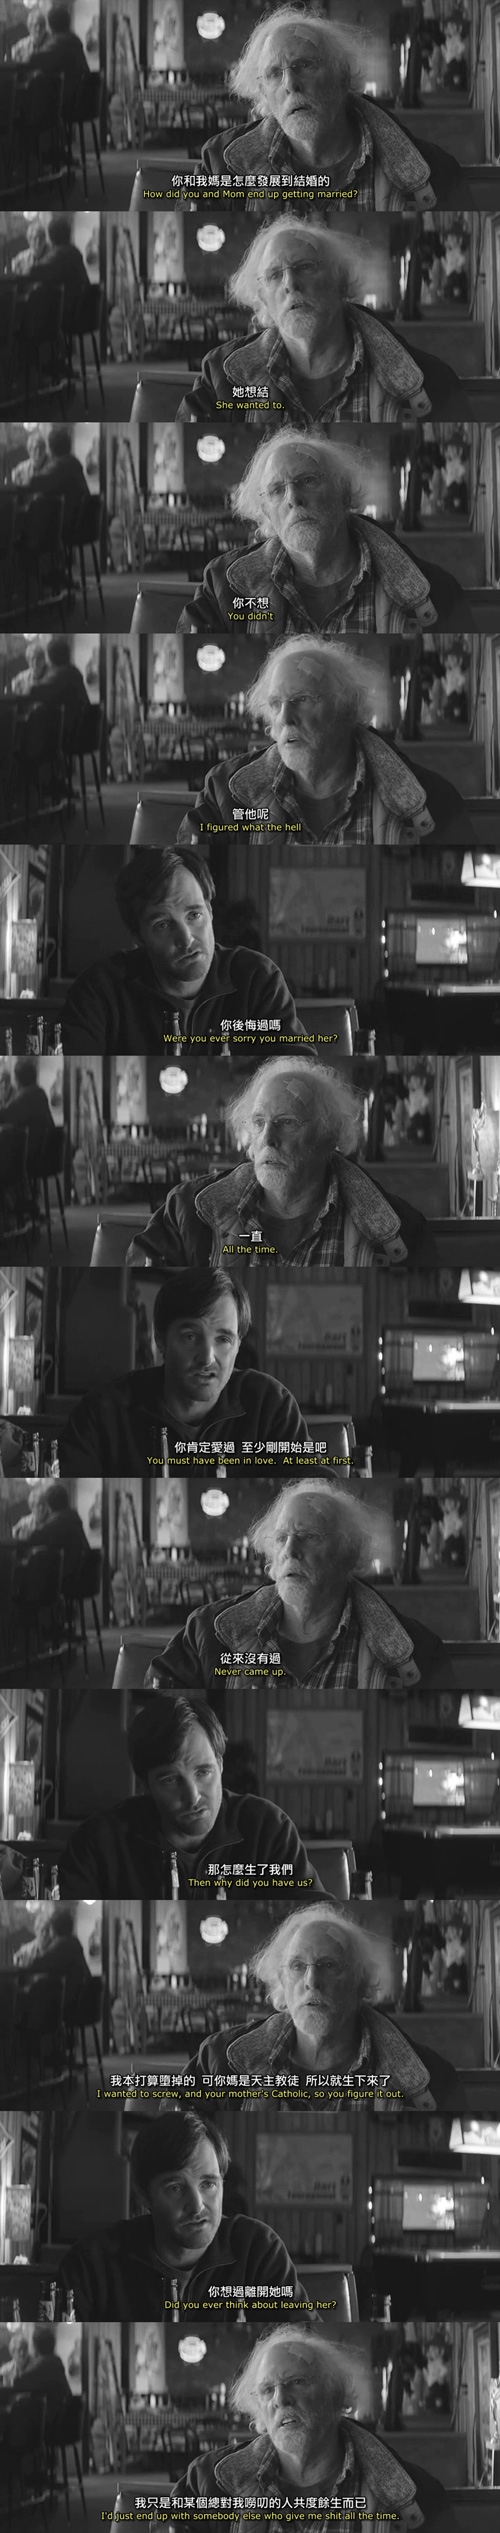 你和我媽是怎麼發展到結婚的
How did you and Mom end up getting married?
她想結
She wanted to.
你不想
You didn't
管他呢
I figured what the hell
你後悔過嗎
Were you ever sorry you married her?
一直
All the time.
你肯定愛過 至少剛開始是吧
You must have been in love. At least at first.
從來沒有過
Never came up.
那怎麼生了我們
Then why did you have us?
我本打算墮掉的 可你媽是天主教徒 所以就生下來了
I wanted to screw, and your mother's Catholic, so you figure it out.
你想過離開她嗎
Did you ever think about leaving her?
我只是和某個總對我嘮叨的人共度餘生而已
I'd just end up with somebody else who give me shit all the time.